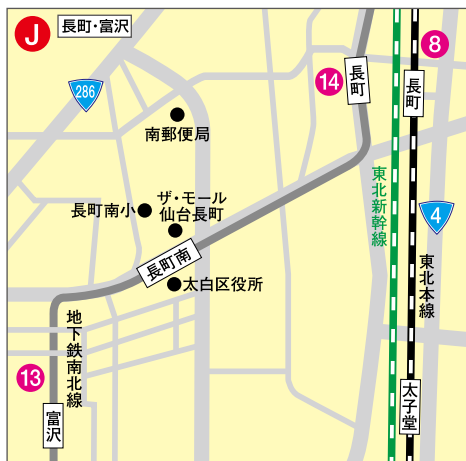 J
長町・富沢
286
8
14
長町
長町
南郵便局
ザ・モール
仙台長町
長町南小
東北新幹線
4
長町南
太白区役所
東北本線
地下鉄南北線
13
富沢
太子堂